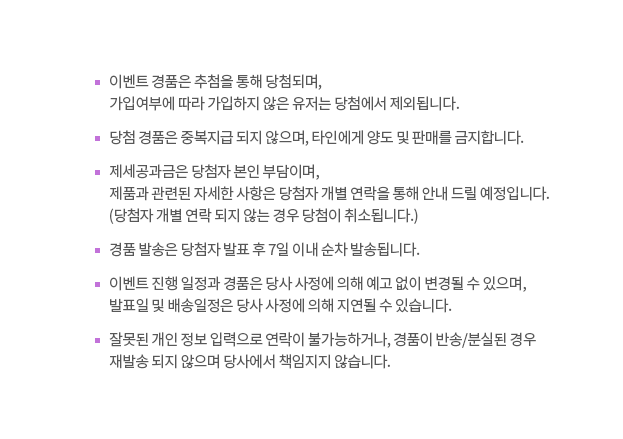 이벤트 경품은 추첨을 통해 당첨되며,
가입여부에 따라 가입하지 않은 유저는 당첨에서 제외됩니다.
당첨 경품은 중복지급 되지 않으며, 타인에게 양도 및 판매를 금지합니다.
제세공과금은 당첨자 본인 부담이며,
제품과 관련된 자세한 사항은 당첨자 개별 연락을 통해 안내 드릴 예정입니다.
(당첨자 개별 연락 되지 않는 경우 당첨이 취소됩니다.)
경품 발송은 당첨자 발표 후 7일 이내 순차 발송됩니다.
이벤트 진행 일정과 경품은 당사 사정에 의해 예고 없이 변경될 수 있으며,
발표일 및 배송일정은 당사 사정에 의해 지연될 수 있습니다.
잘못된 개인 정보 입력으로 연락이 불가능하거나, 경품이 반송/분실된 경우
재발송 되지 않으며 당사에서 책임지지 않습니다.